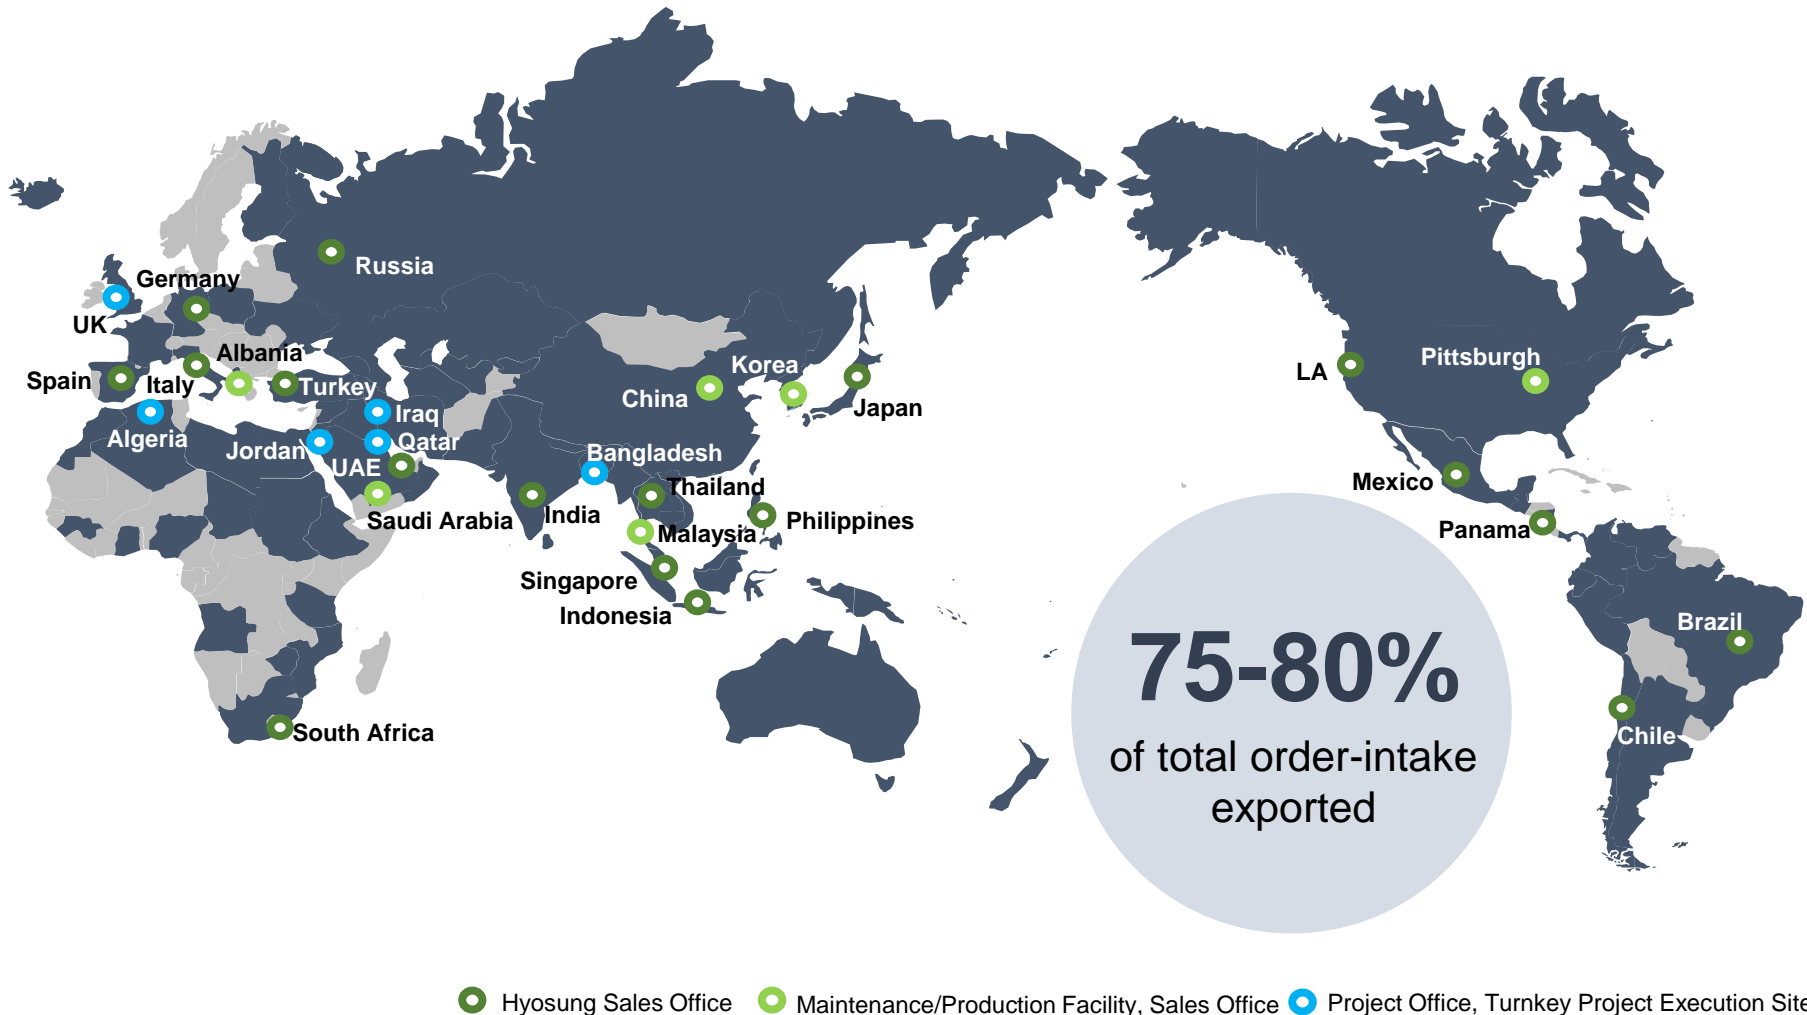 Russia
Germany
UK
Albania
Spain
Italy
Turkey
Korea
China
Japan
LA
Pittsburgh
Iraq
Algeria
Jordan
Qatar
UAE
Bangladesh
Saudi Arabia
India
Thailand
Philippines
Malaysia
Mexico
Panama
Singapore
Indonesia
Brazil
South Africa
Chile
75-80%
of total order-intake
exported
Hyosung Sales Office
Maintenance/Production Facility, Sales Office
Project Office, Turnkey Project Execution Site